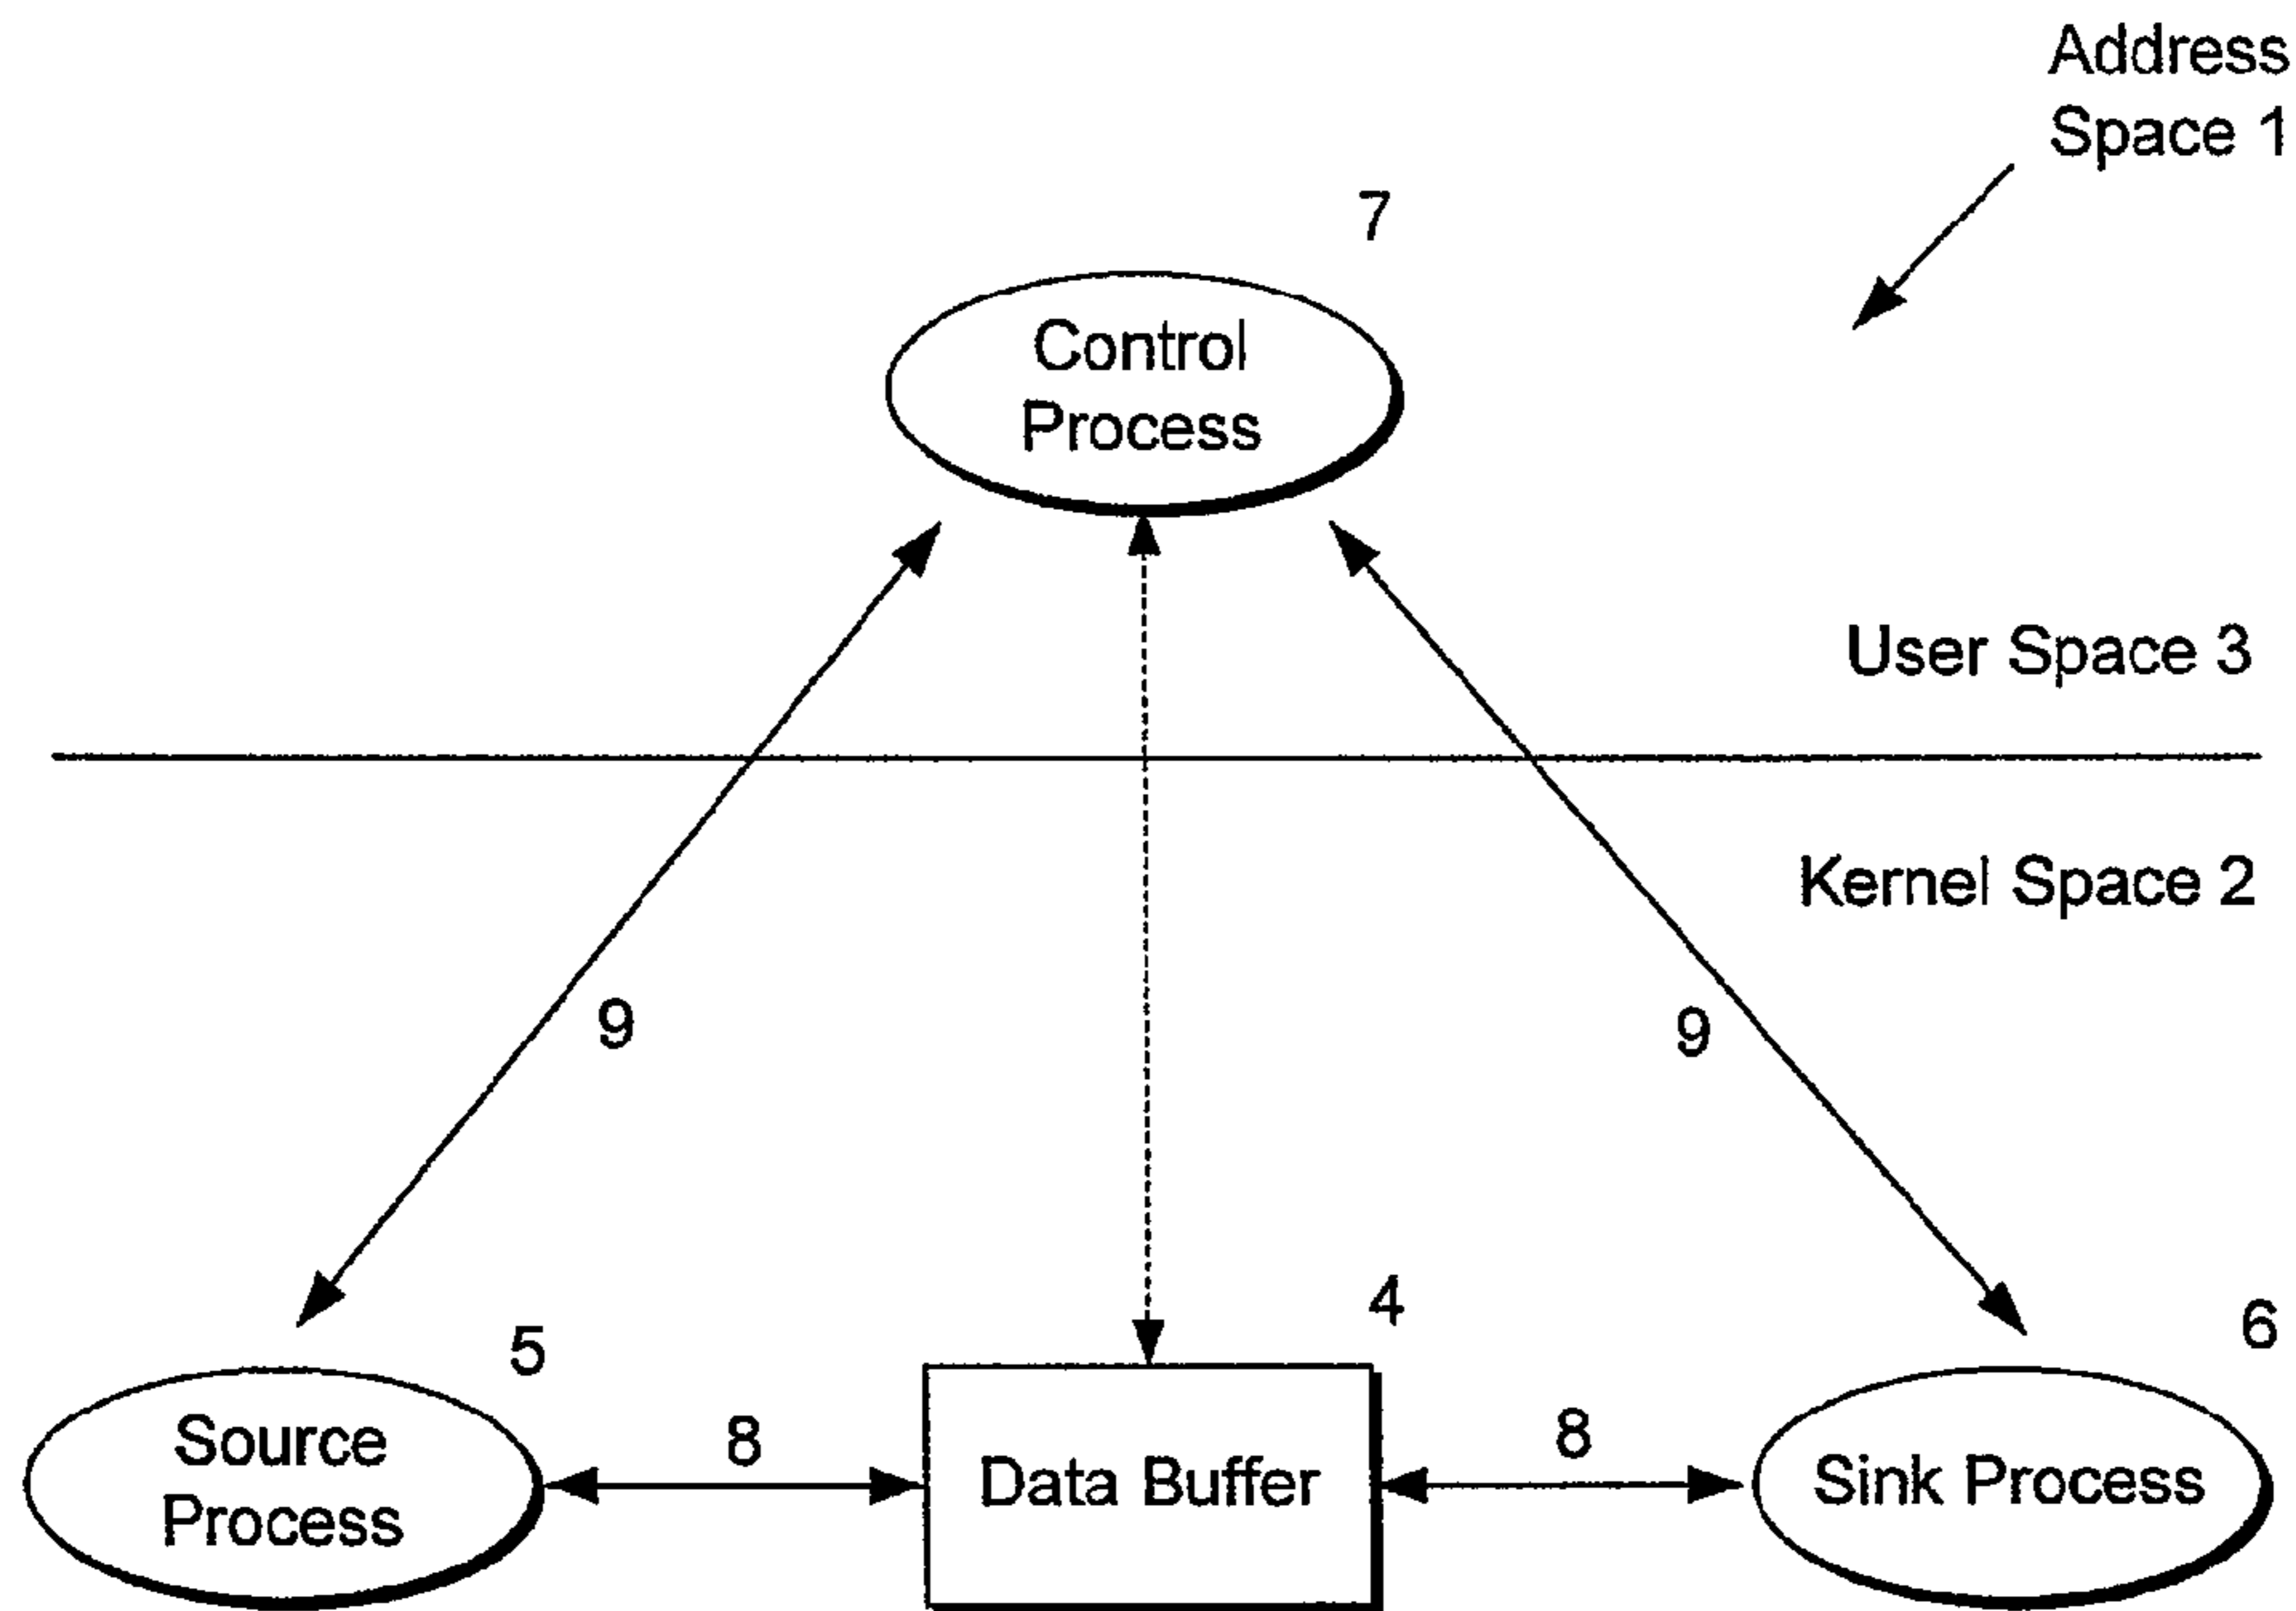 Address
Space 1
7
Control
Process
User Space 3
Kernel Space 2
9
9
4
5
6
Source
Process
8
Data Buffer
8
Sink Process